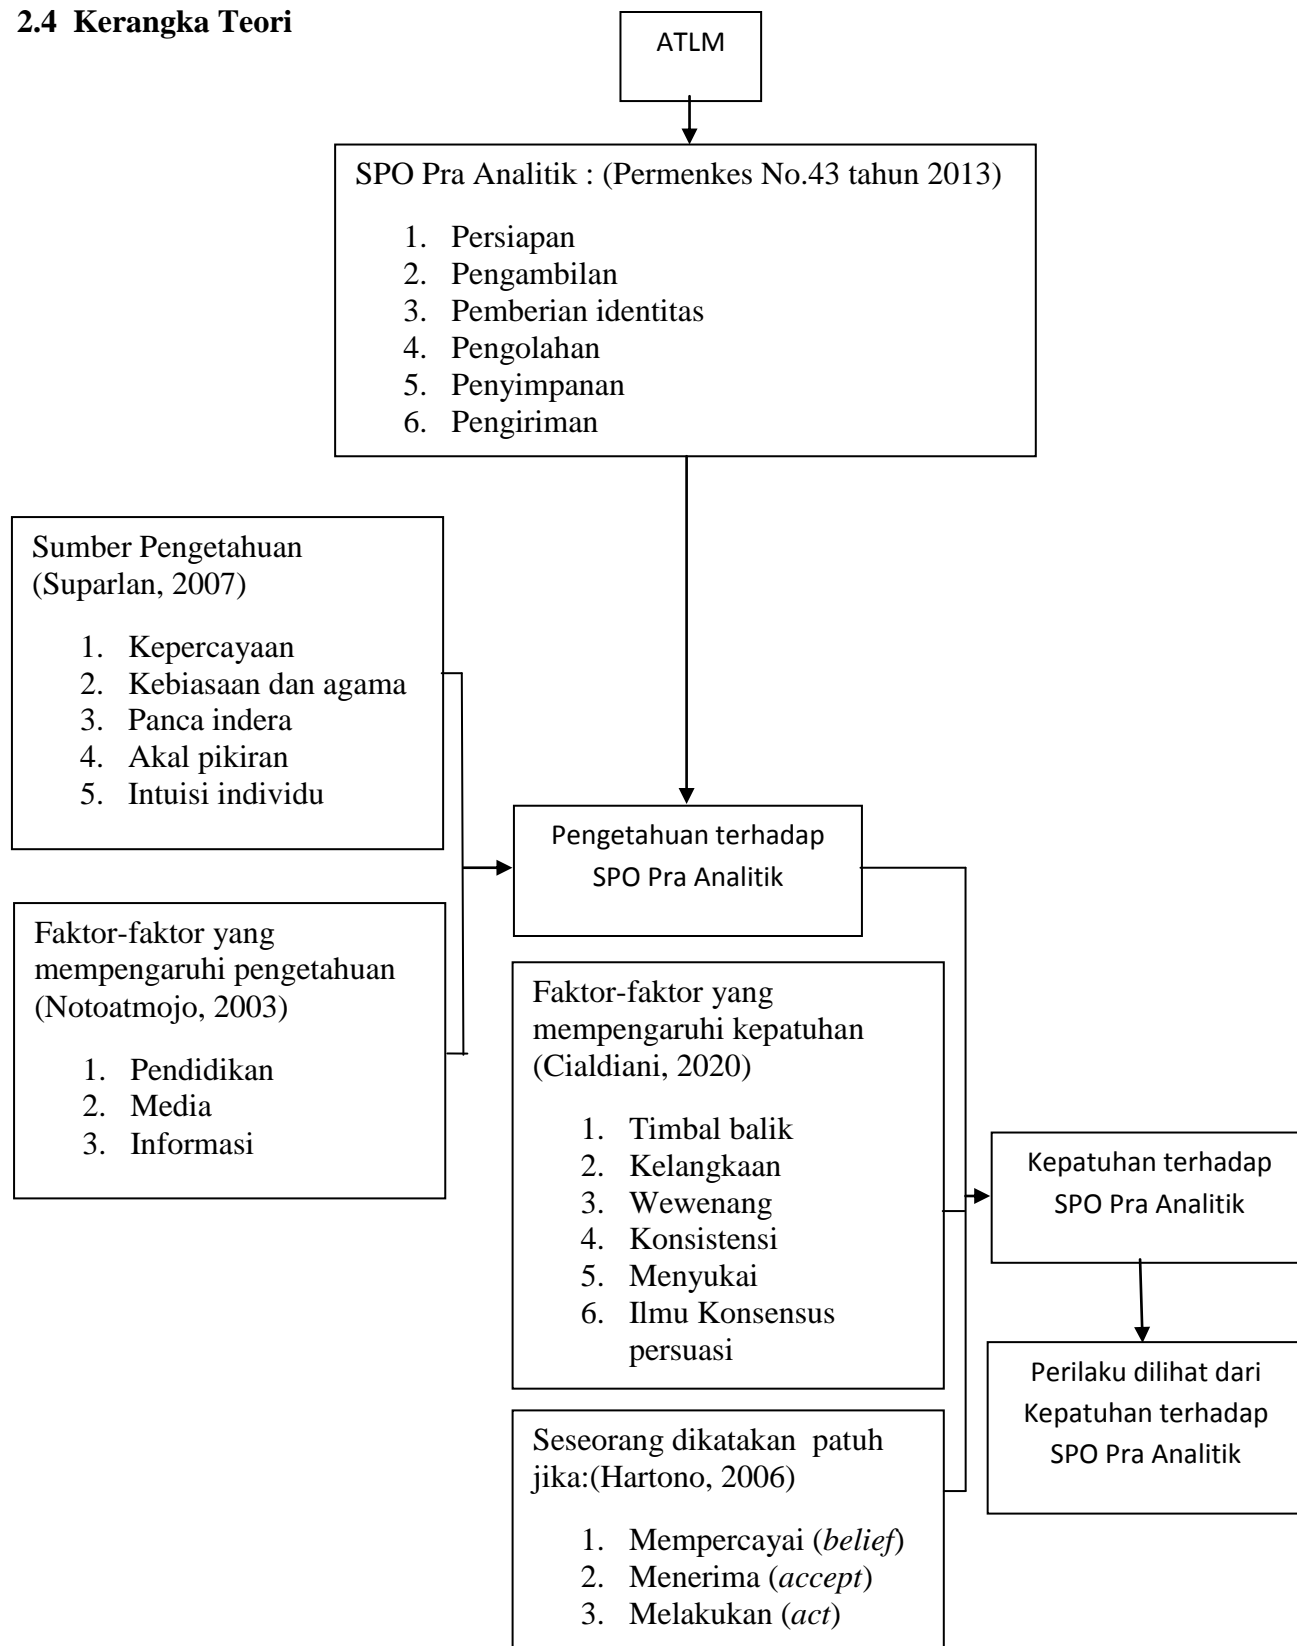 2.4 Kerangka Teori
ATLM
SPO Pra Analitik : (Permenkes No.43 tahun 2013)
1. Persiapan
2. Pengambilan
3. Pemberian identitas
4. Pengolahan
5. Penyimpanan
6. Pengiriman
Sumber Pengetahuan
(Suparlan, 2007)
1. Kepercayaan
2. Kebiasaan dan agama
3. Panca indera
4. Akal pikiran
5. Intuisi individu
Pengetahuan terhadap
SPO Pra Analitik
Faktor-faktor yang
mempengaruhi pengetahuan
(Notoatmojo, 2003)
1. Pendidikan
2. Media
3. Informasi
Faktor-faktor yang
mempengaruhi kepatuhan
(Cialdiani, 2020)
1. Timbal balik
2. Kelangkaan
3. Wewenang
4. Konsistensi
5. Menyukai
6. Ilmu Konsensus
persuasi
Kepatuhan terhadap
SPO Pra Analitik
Perilaku dilihat dari
Kepatuhan terhadap
SPO Pra Analitik
Seseorang dikatakan patuh
jika:(Hartono, 2006)
1. Mempercayai (belief)
2. Menerima (accept)
3. Melakukan (act)